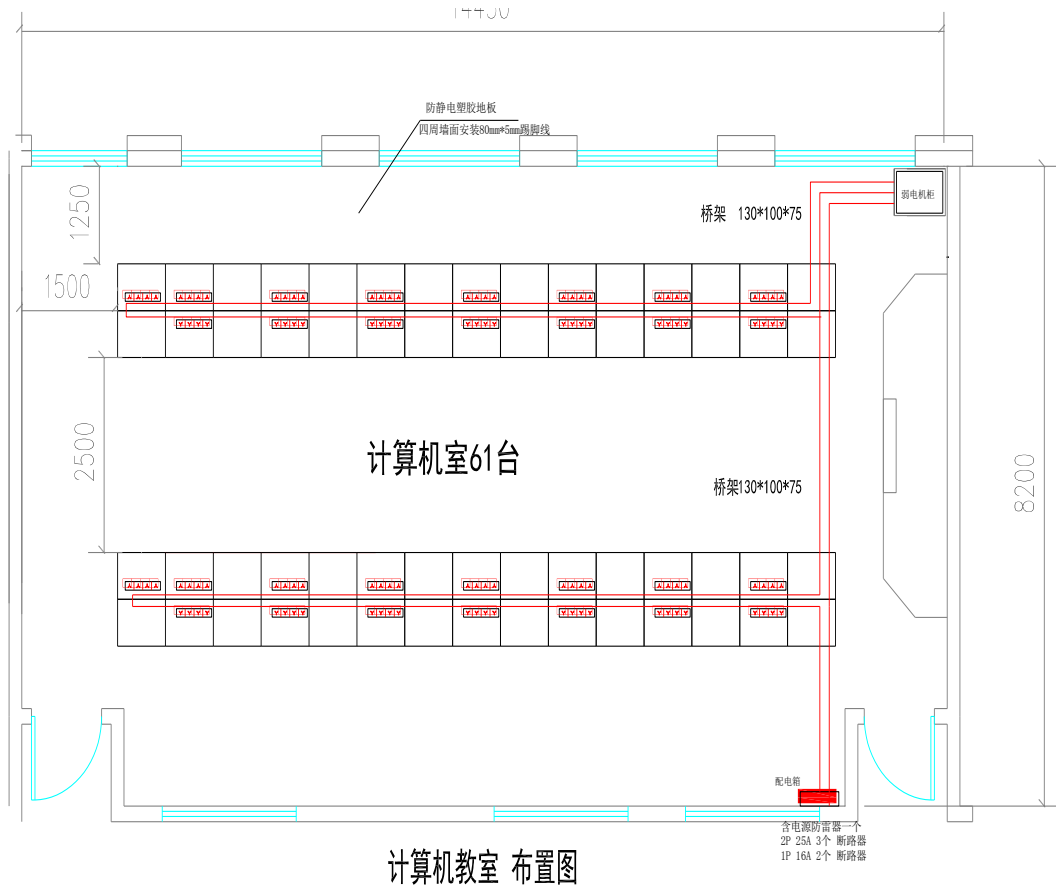 防静电塑胶地板
四周墙面安装80mm*5mm踢脚线
弱电机柜
1250
桥架 130*100*75
1500
2500
计算机室61台
8200
桥架130*100*75
配电箱
含电源防雷器一个
2P 25A 3个 断路器
1P 16A 2个 断路器
计算机教室 布置图